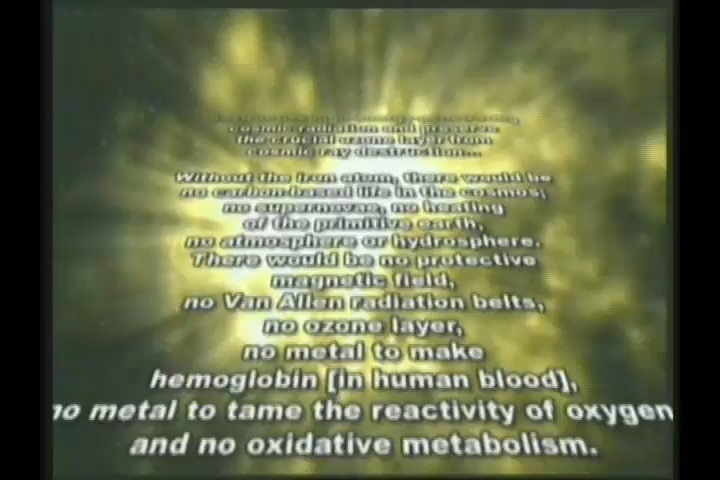 cosmic radiation and preserve
the crucial ozone layer from
cosmic ray destruction...
Without the iron atom, there would be
no carbon-based life in the cosmos;
no supernovae, no heating
of the primitive earth,
no atmosphere or hydrosphere.
There would be no protective
magnetic field,
no Van Allen radiation belts,
no ozone layer,
no metal to make
hemoglobin [in human blood],
no metal to tame the reactivity of oxygen
and no oxidative metabolism.